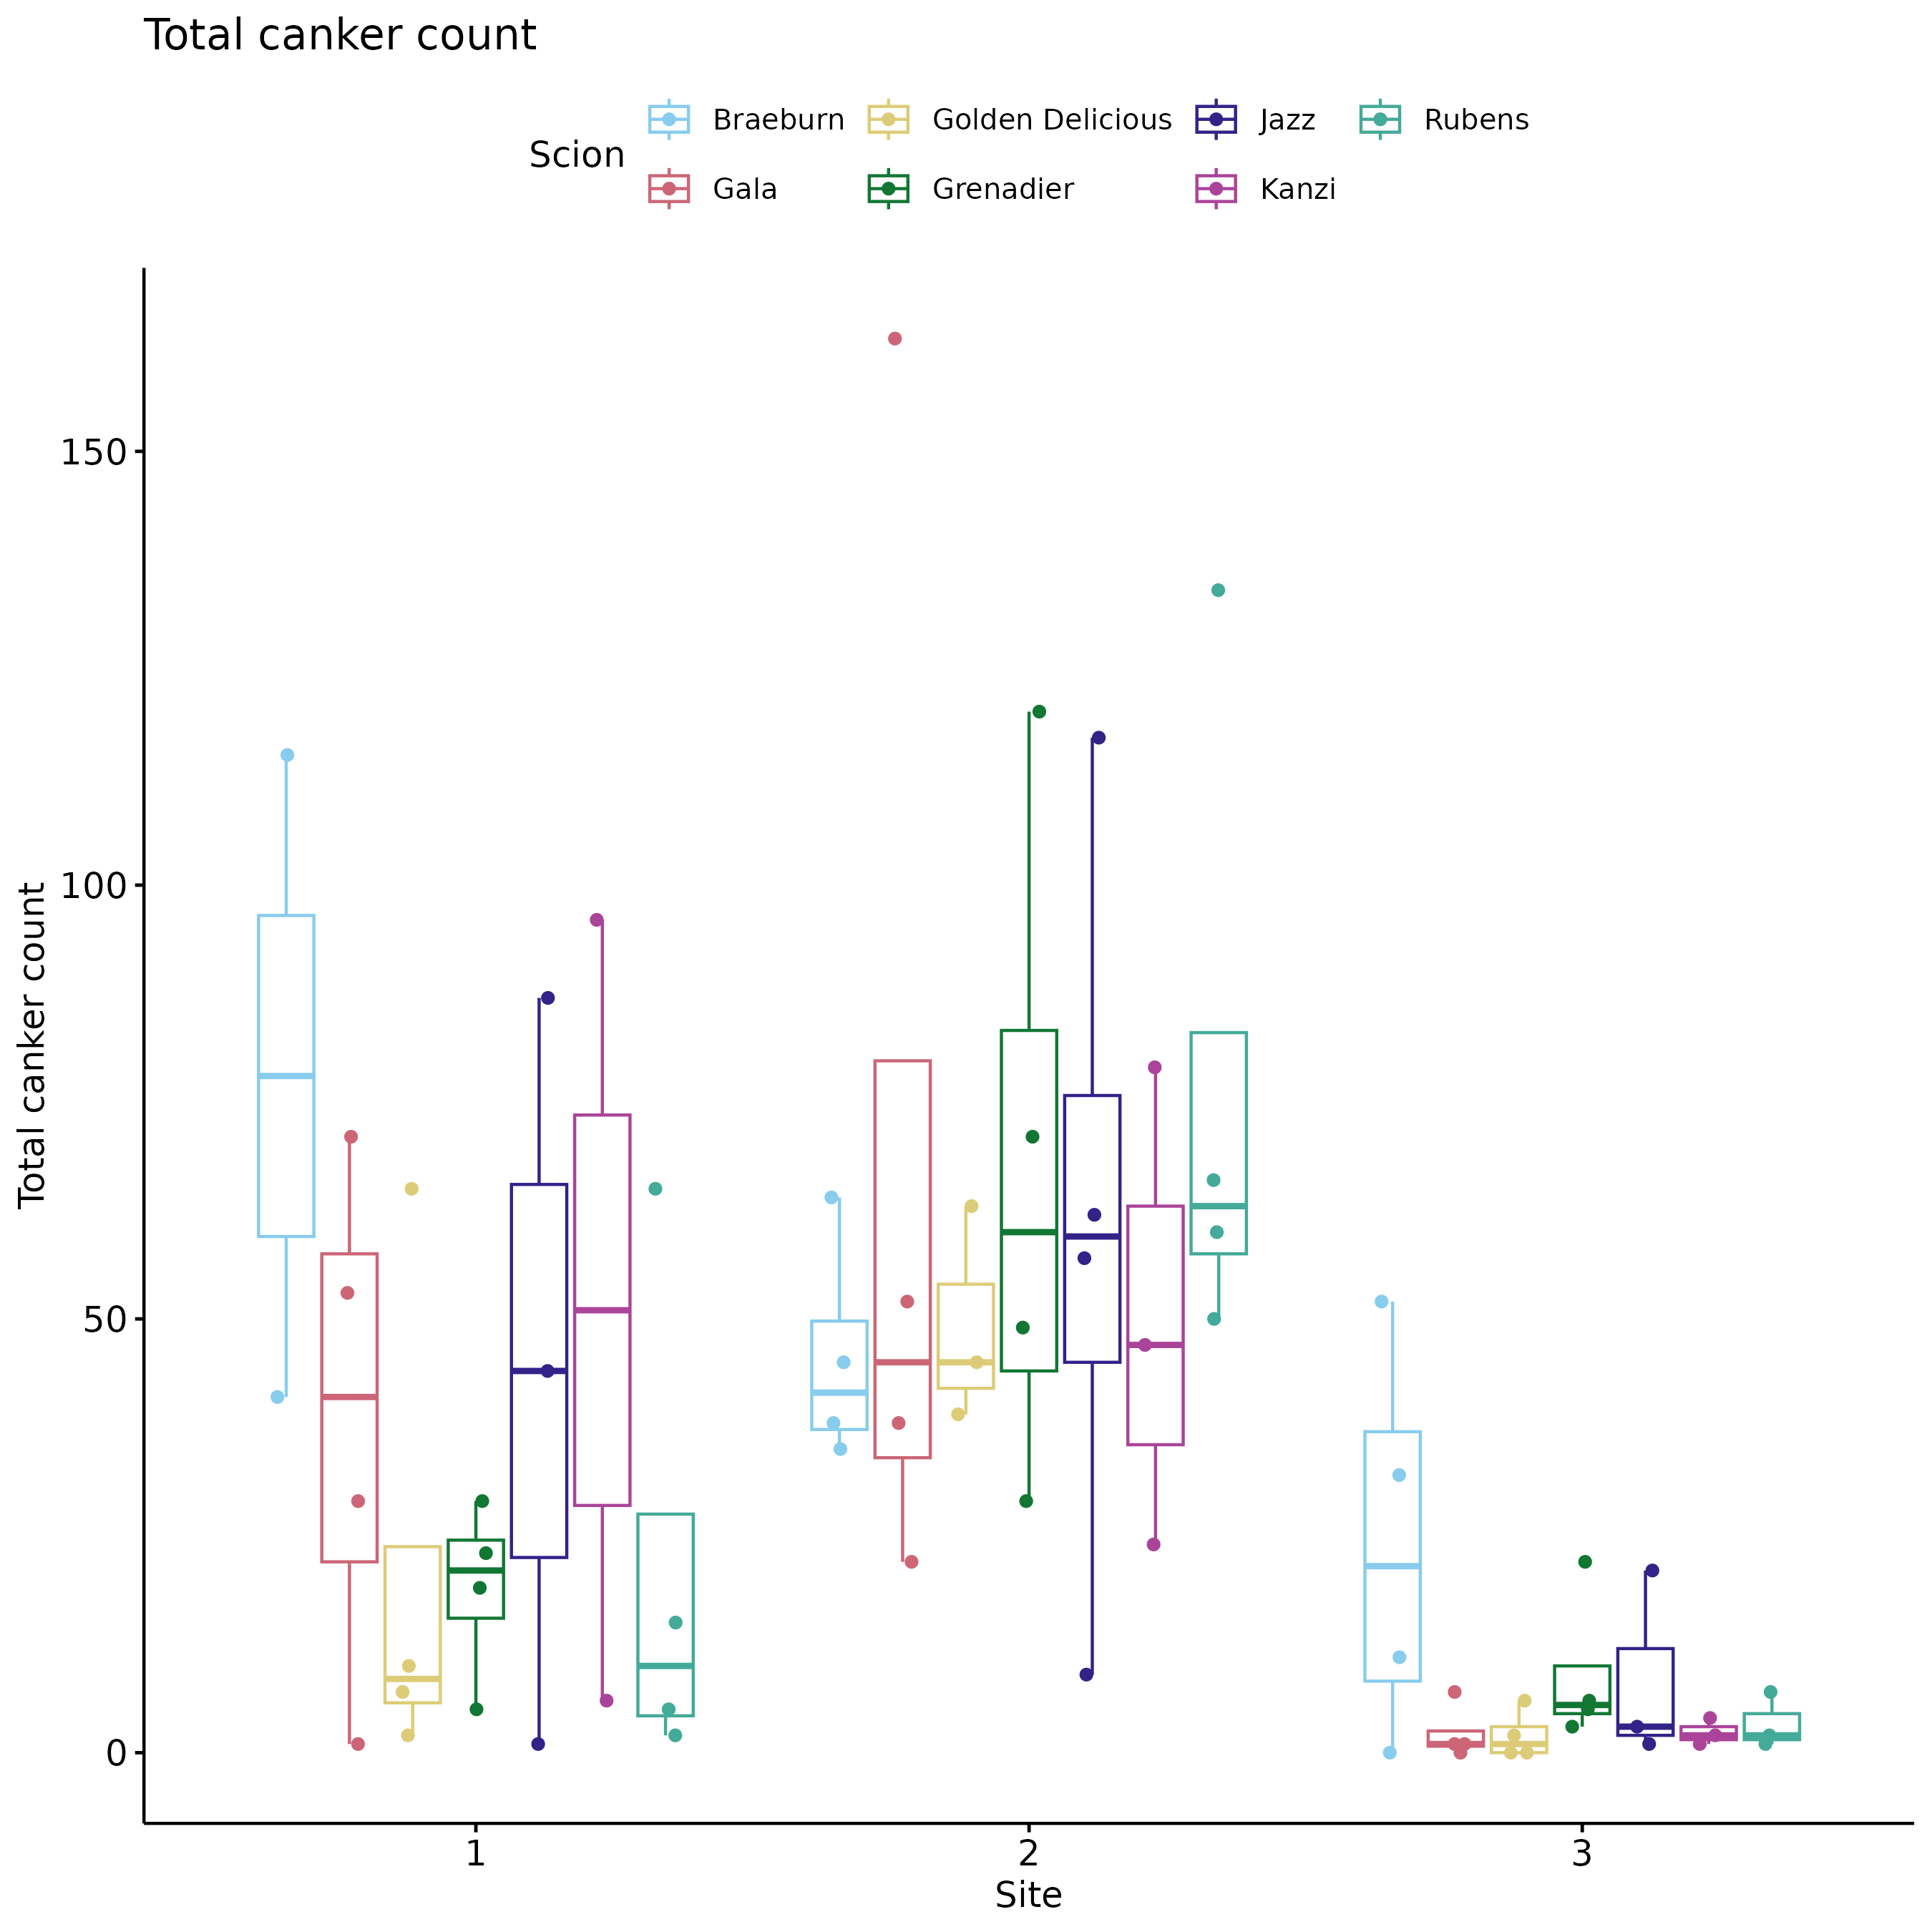 Total canker count
Scion
Braeburn
Golden Delicious
Jazz
Rubens
Gala
Grenadier
Kanzi
Total canker count
150
100
50
0
1
2
3
Site